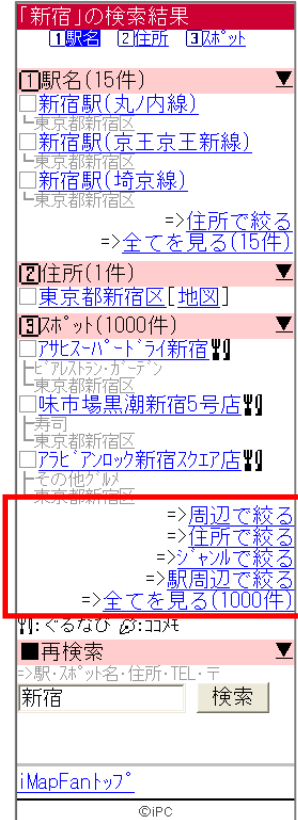 「新宿」の検索結果
1駅名 2住所 3ｽﾎﾟｯﾄ
1駅名(15件) ▼
□新宿駅(丸ノ内線)
┗東京都新宿区
□新宿駅(京王京王新線)
┗東京都新宿区
□新宿駅(埼京線)
┗東京都新宿区
=>住所で絞る
=>全てを見る(15件)
2住所(1件) ▼
□東京都新宿区[地図]
3ｽﾎﾟｯﾄ(1000件) ▼
□ｱｻﾋｽｰﾊﾟｰﾄﾞﾗｲ新宿
┣ﾋﾞｱﾚｽﾄﾗﾝ･ｶﾞｰﾃﾞﾝ
┗東京都新宿区
□味市場黒潮新宿5号店
┣寿司
┗東京都新宿区
□ｱﾗﾋﾞｱﾝﾛｯｸ新宿ｽｸｴｱ店
┣その他ｸﾞﾙﾒ
┗東京都新宿区
=>周辺で絞る
=>住所で絞る
=>ｼﾞｬﾝﾙで絞る
=>駅周辺で絞る
=>全てを見る(1000件)
:ぐるなび :ｺｺﾒﾓ
■再検索 ▼
=>駅･ｽﾎﾟｯﾄ名･住所･TEL･〒
新宿 検索
iMapFanﾄｯﾌﾟ
©iPC